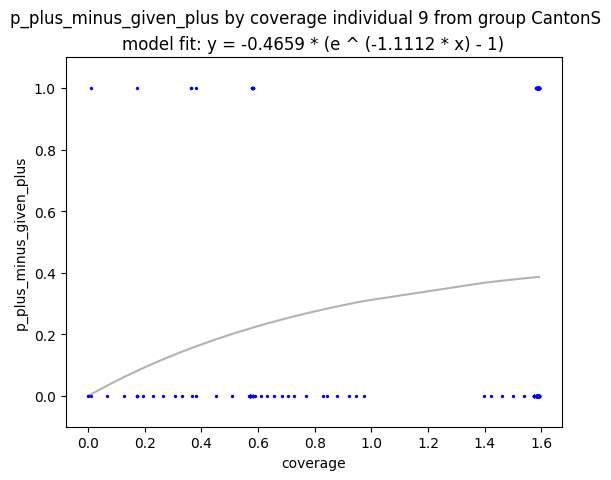 p_plus_minus_given_plus by coverage individual 9 from group CantonS
model fit: y = -0.4659 * (e ^ (-1.1112 * x) - 1)
1.0
0.8
0.6
0.4
0.2
0.0
p_plus_minus_given_plus
0.0 0.2 0.4 0.6 0.8 1.0 1.2 1.4 1.6
coverage